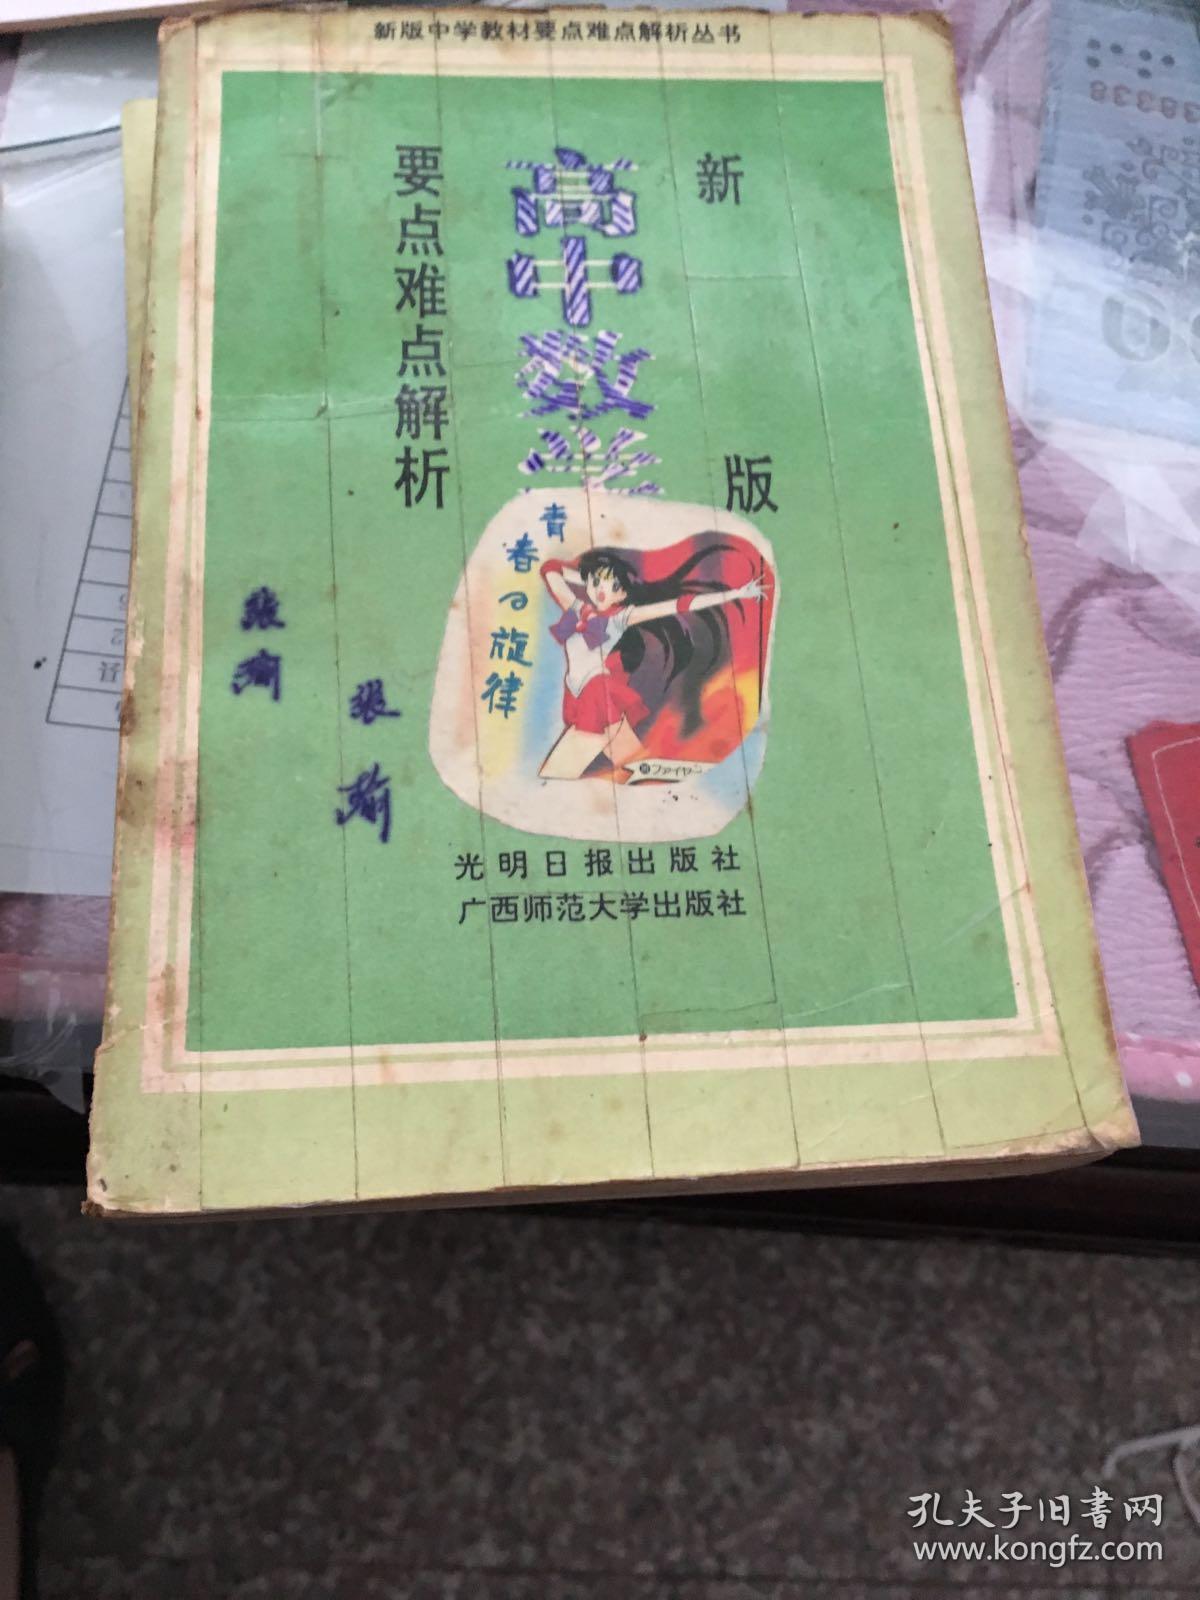 新版中学教材要点难点解析丛书
新版
高中数学
要点难点解析
青春的旋律
ファイヤー
张瑜
张瑜
光明日报出版社
广西师范大学出版社
孔夫子旧书网
www.kongfz.com